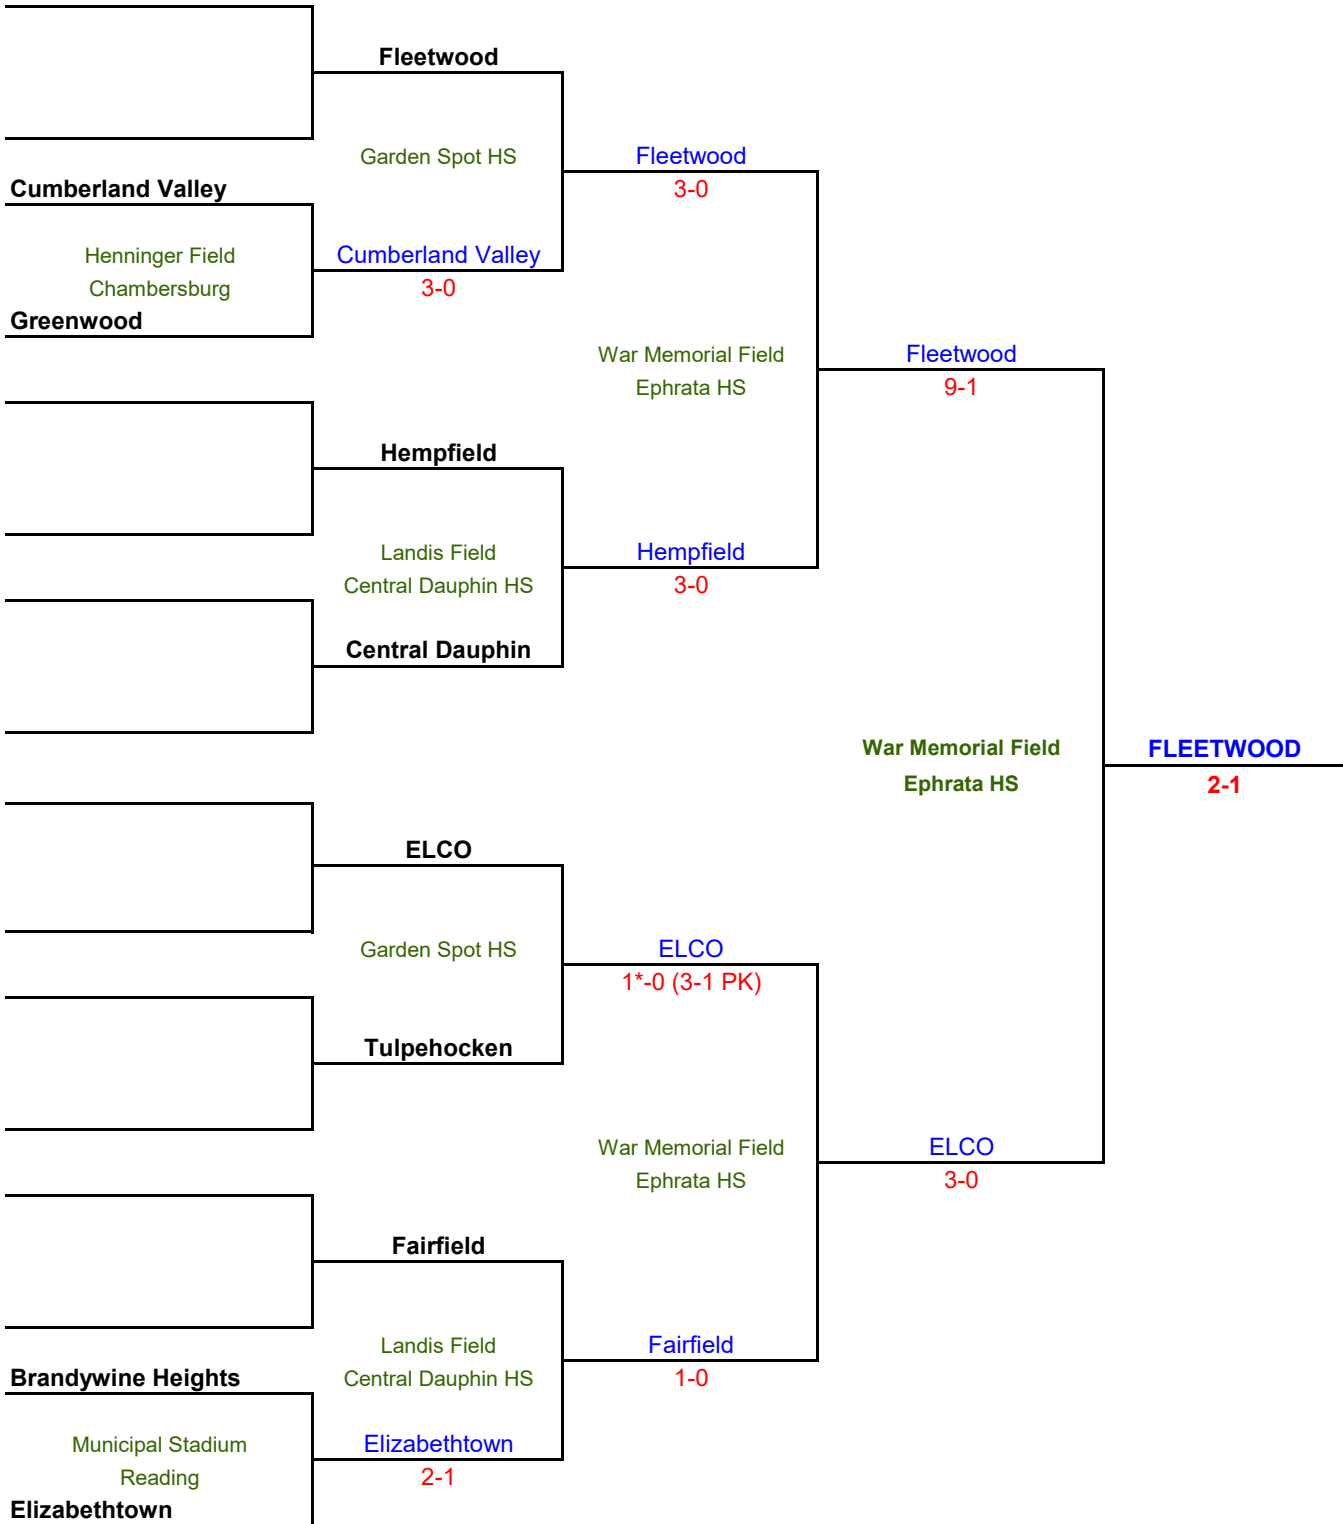 Fleetwood
Garden Spot HS
Fleetwood
Cumberland Valley
3-0
Henninger Field
Cumberland Valley
Chambersburg
3-0
Greenwood
War Memorial Field
Fleetwood
Ephrata HS
9-1
Hempfield
Landis Field
Hempfield
Central Dauphin HS
3-0
Central Dauphin
War Memorial Field
FLEETWOOD
Ephrata HS
2-1
ELCO
Garden Spot HS
ELCO
1*-0 (3-1 PK)
Tulpehocken
War Memorial Field
ELCO
Ephrata HS
3-0
Fairfield
Landis Field
Fairfield
Brandywine Heights
Central Dauphin HS
1-0
Municipal Stadium
Elizabethtown
Reading
2-1
Elizabethtown